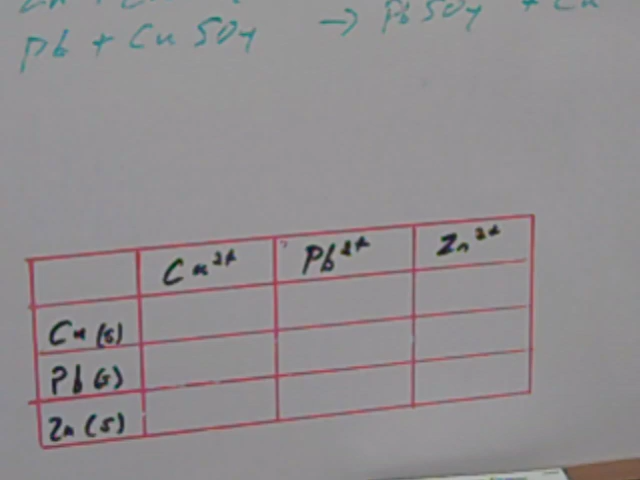 Pb + CuSO4 → PbSO4 + Cu
Cu2+ Pb2+ Zn2+
Cu(s)
Pb(s)
Zn(s)